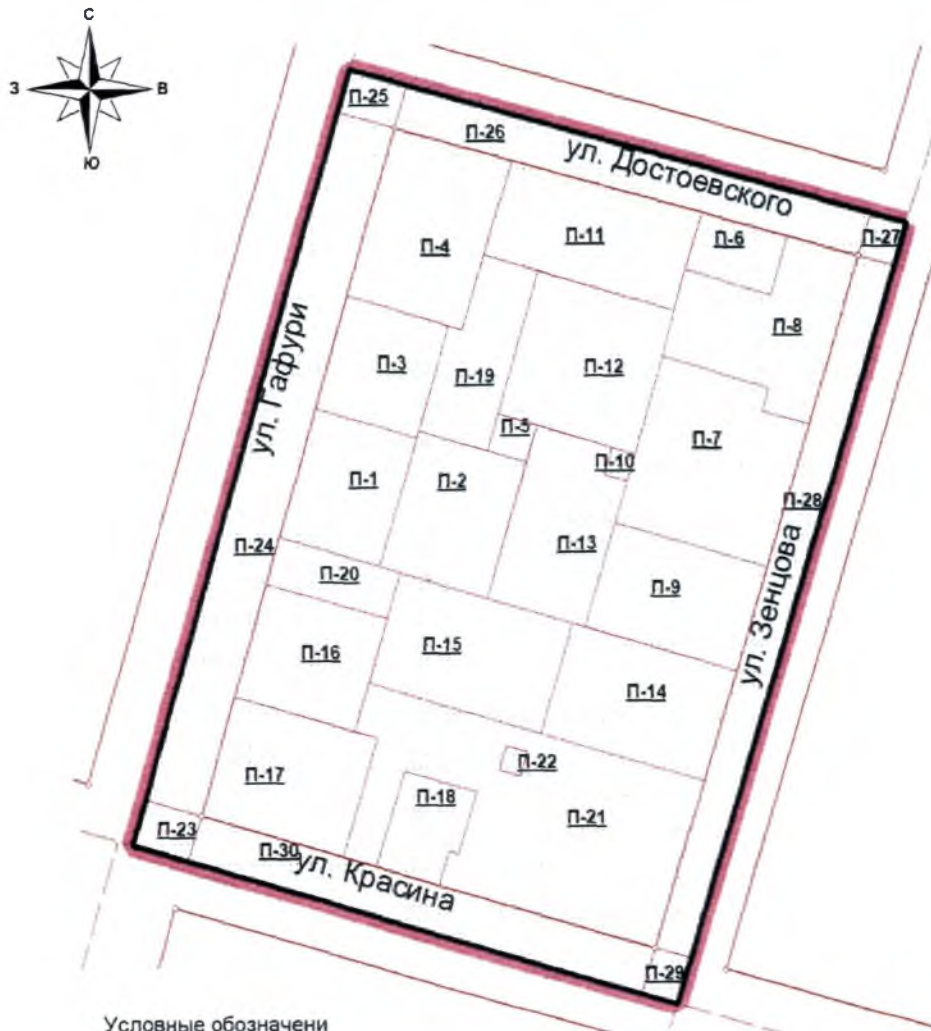 С
З
В
Ю
П-25
П-26
ул. Достоевского
П-27
П-6
П-11
П-4
П-8
П-3
П-19
П-12
ул. Гафури
П-5
П-7
П-10
П-1
П-2
П-28
П-24
П-13
П-20
П-9
ул. Зенцова
П-15
П-16
П-14
П-22
П-17
П-18
П-21
П-23
П-30
ул. Красина
П-29
Условные обозначени